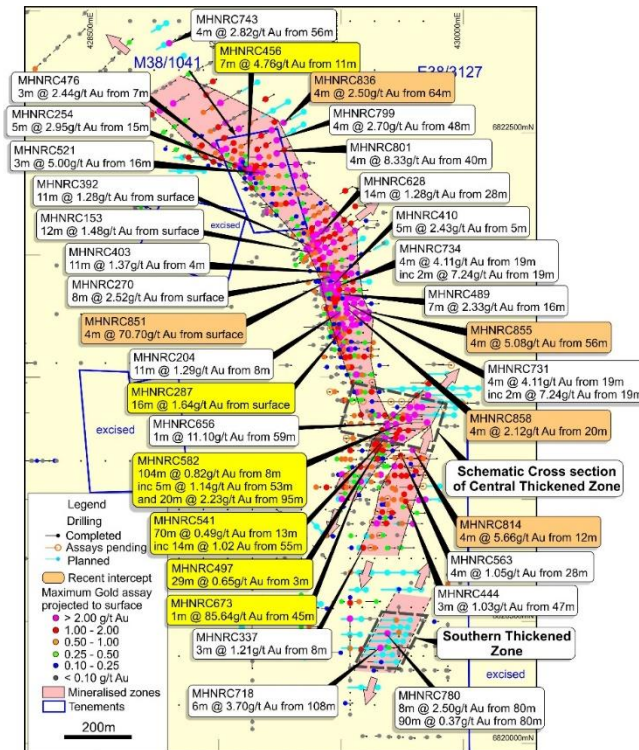 428500mE
430000mE
MHNRC743
4m @ 2.82g/t Au from 56m
M38/1041
E38/3127
MHNRC456
7m @ 4.76g/t Au from 11m
MHNRC476
3m @ 2.44g/t Au from 7m
MHNRC836
4m @ 2.50g/t Au from 64m
MHNRC254
5m @ 2.95g/t Au from 15m
MHNRC799
4m @ 2.70g/t Au from 48m
6822500mN
MHNRC521
3m @ 5.00g/t Au from 16m
MHNRC801
4m @ 8.33g/t Au from 40m
MHNRC392
11m @ 1.28g/t Au from surface
MHNRC628
14m @ 1.28g/t Au from 28m
MHNRC153
12m @ 1.48g/t Au from surface
excised
MHNRC410
5m @ 2.43g/t Au from 5m
MHNRC403
11m @ 1.37g/t Au from 4m
MHNRC734
4m @ 4.11g/t Au from 19m
inc 2m @ 7.24g/t Au from 19m
MHNRC270
8m @ 2.52g/t Au from surface
MHNRC489
7m @ 2.33g/t Au from 16m
MHNRC851
4m @ 70.70g/t Au from surface
MHNRC855
4m @ 5.08g/t Au from 56m
MHNRC204
11m @ 1.29g/t Au from 8m
MHNRC731
4m @ 4.11g/t Au from 19m
inc 2m @ 7.24g/t Au from 19m
MHNRC287
16m @ 1.64g/t Au from surface
excised
MHNRC656
1m @ 11.10g/t Au from 59m
MHNRC858
4m @ 2.12g/t Au from 20m
MHNRC582
104m @ 0.82g/t Au from 8m
inc 5m @ 1.14g/t Au from 53m
and 20m @ 2.23g/t Au from 95m
Schematic Cross section
of Central Thickened Zone
MHNRC541
70m @ 0.49g/t Au from 13m
inc 14m @ 1.02 Au from 55m
MHNRC814
4m @ 5.66g/t Au from 12m
MHNRC497
29m @ 0.65g/t Au from 3m
MHNRC563
4m @ 1.05g/t Au from 28m
MHNRC673
1m @ 85.64g/t Au from 45m
MHNRC444
3m @ 1.03g/t Au from 47m
MHNRC337
3m @ 1.21g/t Au from 8m
Southern Thickened
Zone
excised
MHNRC718
6m @ 3.70g/t Au from 108m
MHNRC780
8m @ 2.50g/t Au from 80m
90m @ 0.37g/t Au from 80m
6820000mN
Legend
Drilling
Completed
Assays pending
Planned
Recent intercept
Maximum Gold assay
projected to surface
> 2.00 g/t Au
1.00 - 2.00
0.50 - 1.00
0.25 - 0.50
0.10 - 0.25
< 0.10 g/t Au
Mineralised zones
Tenements
200m